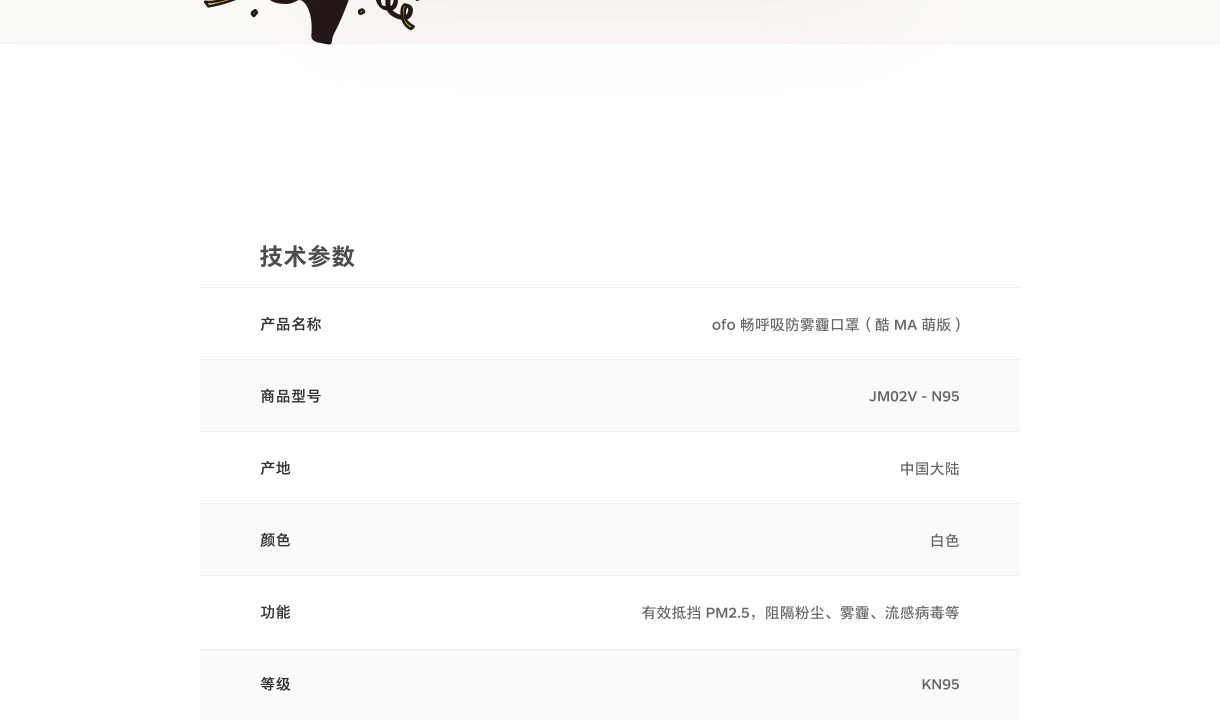 技术参数
产品名称 ofo 畅呼吸防雾霾口罩 ( 酷 MA 萌版 )
商品型号 JM02V - N95
产地 中国大陆
颜色 白色
功能 有效抵挡 PM2.5，阻隔粉尘、雾霾、流感病毒等
等级 KN95